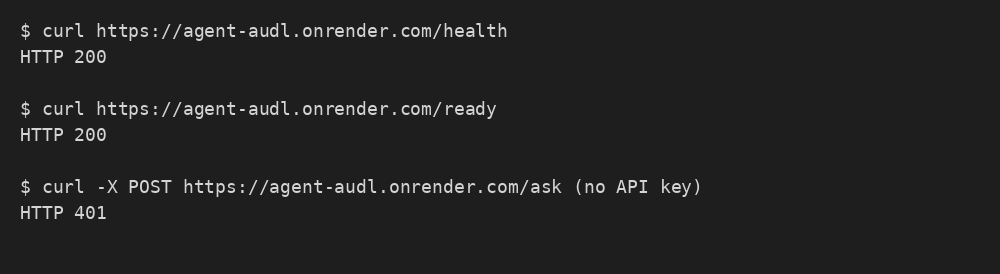 $ curl https://agent-audl.onrender.com/health
HTTP 200
$ curl https://agent-audl.onrender.com/ready
HTTP 200
$ curl -X POST https://agent-audl.onrender.com/ask (no API key)
HTTP 401